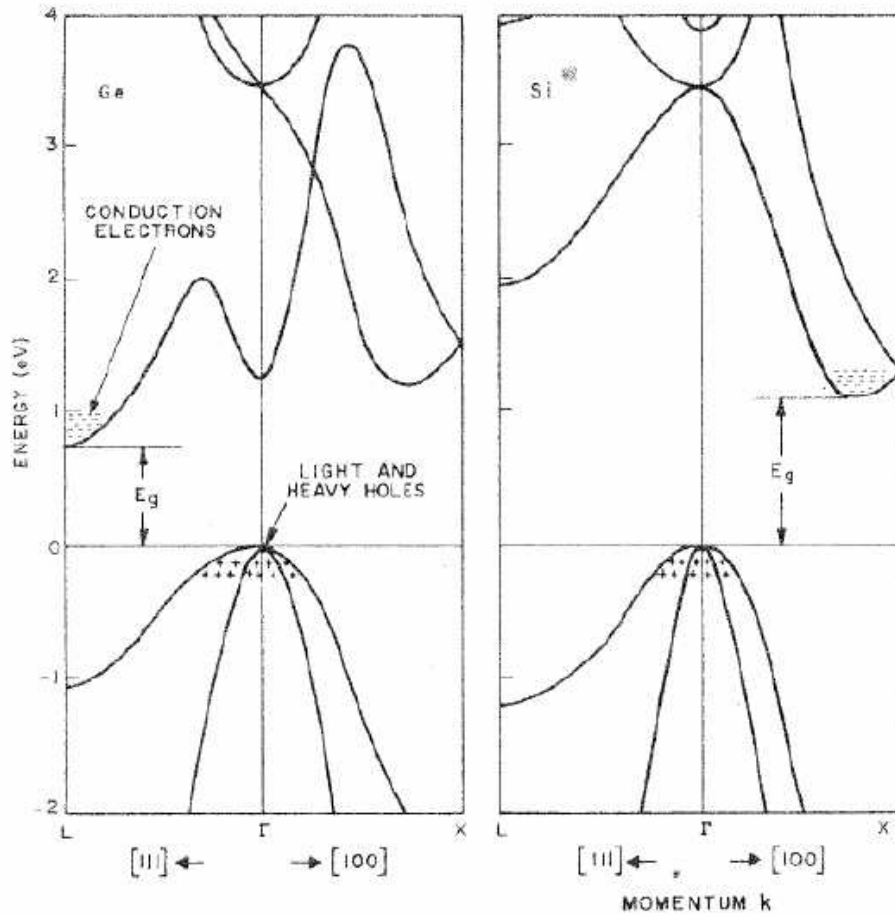 4
3
2
1
0
-1
-2
ENERGY (eV)
Ge
CONDUCTION
ELECTRONS
Eg
LIGHT AND
HEAVY HOLES
L
Γ
X
[111]
[100]
Si
Eg
L
Γ
X
[111]
[100]
MOMENTUM k